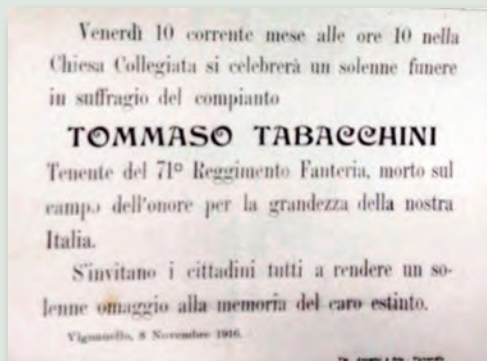 Venerdì 10 corrente mese alle ore 10 nella
Chiesa Collegiata si celebrerà un solenne funere
in suffragio del compianto
TOMMASO TABACCHINI
Tenente del 71° Reggimento Fanteria, morto sul
campo dell'onore per la grandezza della nostra
Italia.
S'invitano i cittadini tutti a rendere un so-
lenne omaggio alla memoria del caro estinto.
Vignanello, 8 Novembre 1916.